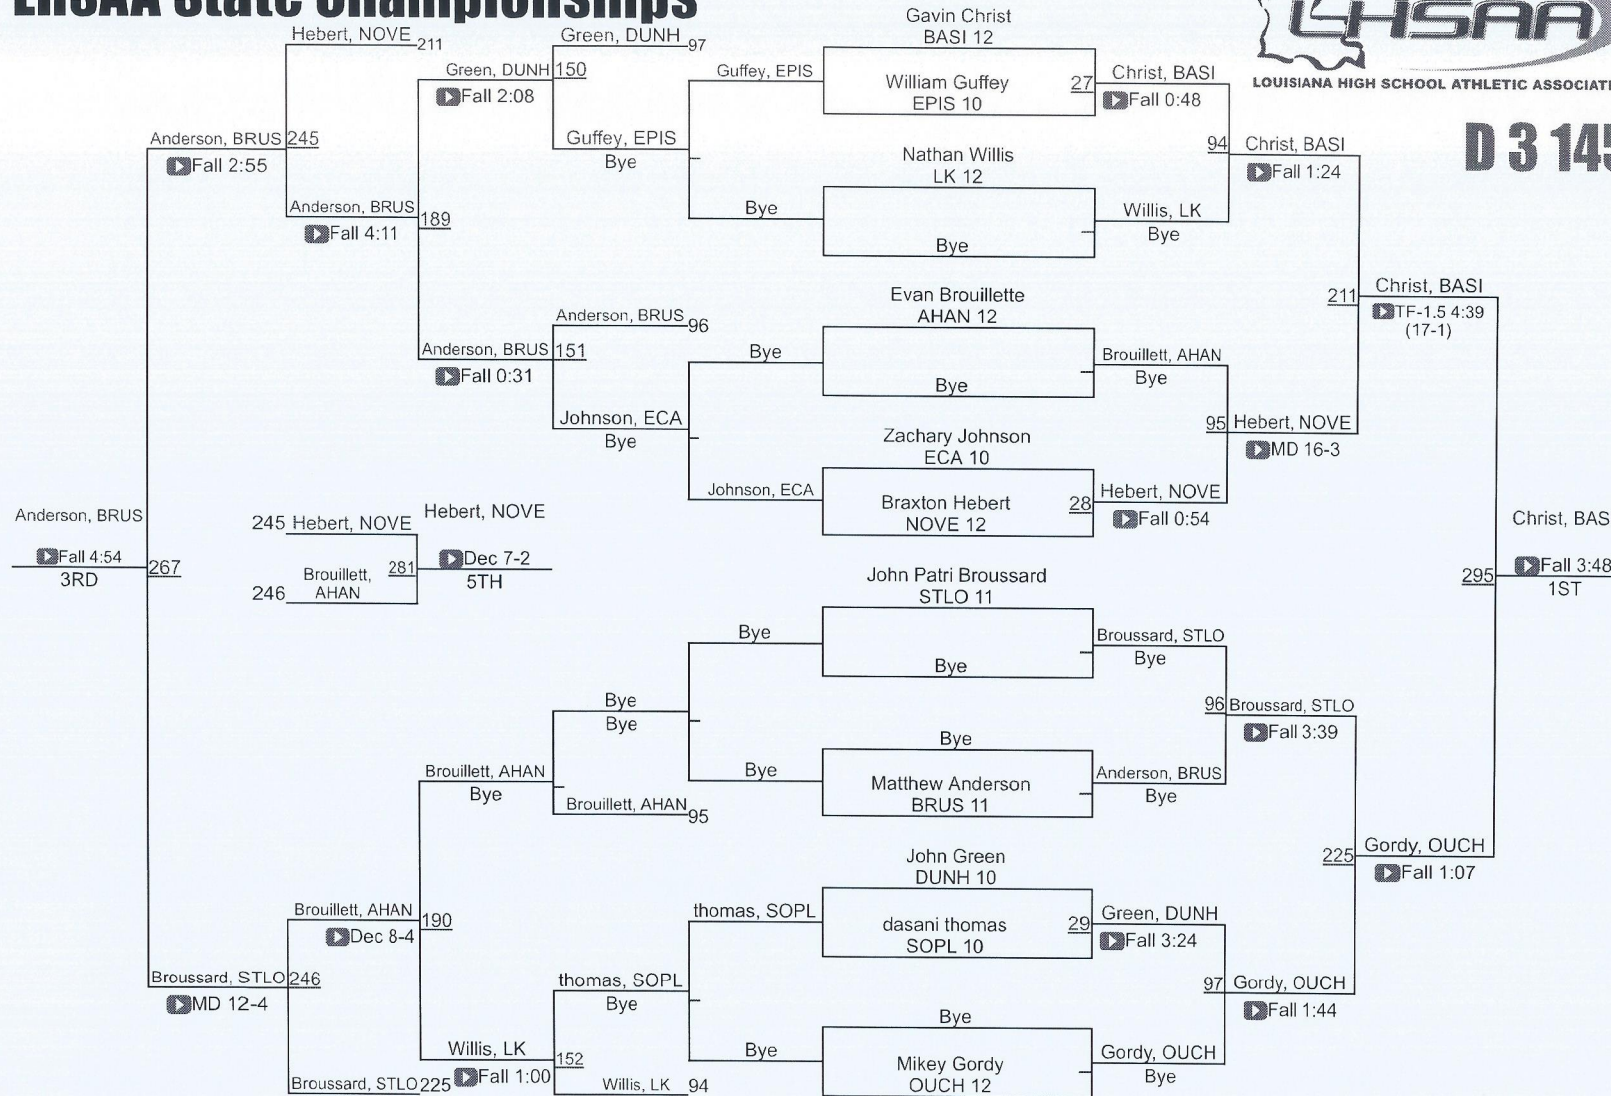 LHSAA State Championships
LHSAA
LOUISIANA HIGH SCHOOL ATHLETIC ASSOCIATI
D 3 145
Hebert, NOVE
211
Anderson, BRUS
245
Fall 2:55
Anderson, BRUS
Fall 4:11
189
Green, DUNH
150
Fall 2:08
Green, DUNH
97
Guffey, EPIS
Bye
Anderson, BRUS
151
Fall 0:31
Anderson, BRUS
96
Johnson, ECA
Bye
Guffey, EPIS
Bye
Bye
Johnson, ECA
Gavin Christ
BASI 12
William Guffey
EPIS 10
27
Nathan Willis
LK 12
Bye
Evan Brouillette
AHAN 12
Bye
Zachary Johnson
ECA 10
Braxton Hebert
NOVE 12
28
Christ, BASI
Fall 0:48
Willis, LK
Bye
Brouillett, AHAN
Bye
Hebert, NOVE
Fall 0:54
94
Christ, BASI
Fall 1:24
95
Hebert, NOVE
MD 16-3
211
Christ, BASI
TF-1.5 4:39
(17-1)
Anderson, BRUS
Fall 4:54
3RD
267
245
Hebert, NOVE
246
Brouillett,
AHAN
281
Hebert, NOVE
Dec 7-2
5TH
Christ, BAS
295
Fall 3:48
1ST
John Patri Broussard
STLO 11
Bye
Bye
Matthew Anderson
BRUS 11
John Green
DUNH 10
dasani thomas
SOPL 10
29
Bye
Mikey Gordy
OUCH 12
Broussard, STLO
Bye
Anderson, BRUS
Bye
Green, DUNH
Fall 3:24
Gordy, OUCH
Bye
96
Broussard, STLO
Fall 3:39
97
Gordy, OUCH
Fall 1:44
225
Gordy, OUCH
Fall 1:07
Bye
Bye
Bye
Bye
Brouillett, AHAN
Bye
Brouillett, AHAN
95
thomas, SOPL
Bye
thomas, SOPL
Bye
Brouillett, AHAN
Dec 8-4
190
Broussard, STLO
246
MD 12-4
Willis, LK
Fall 1:00
152
Willis, LK
94
Broussard, STLO
225